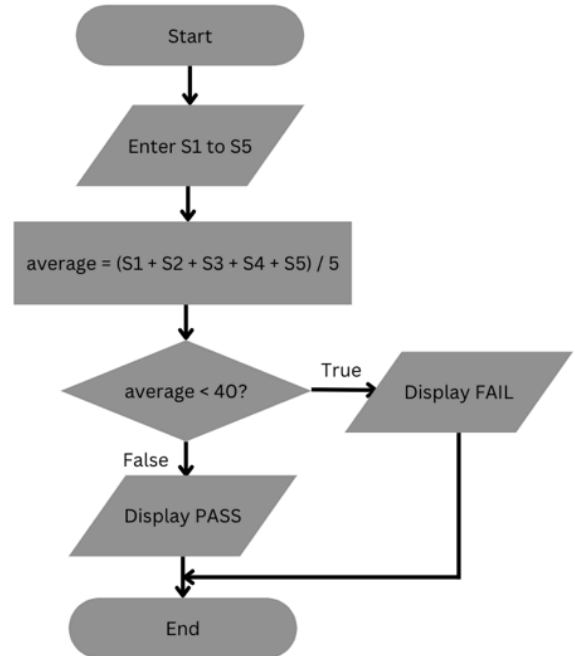 Start
Enter S1 to S5
average = (S1 + S2 + S3 + S4 + S5) / 5
average < 40?
True
Display FAIL
False
Display PASS
End